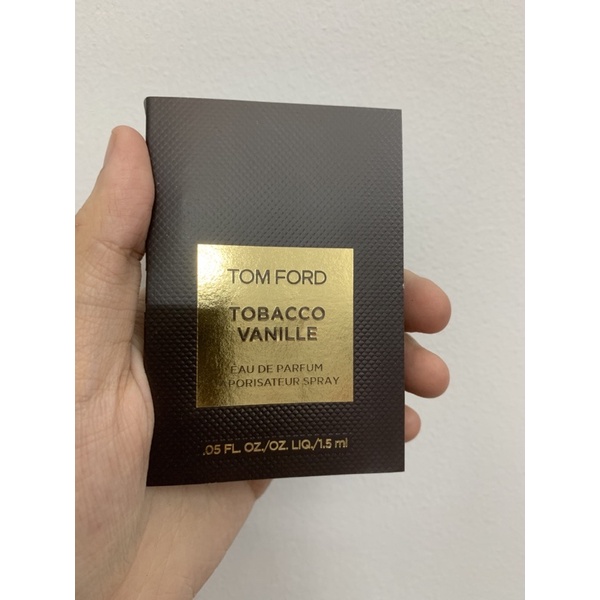 TOM FORD
TOBACCO
VANILLE
EAU DE PARFUM
VAPORISATEUR SPRAY
.05 FL. OZ./OZ. LIQ./1.5 ml